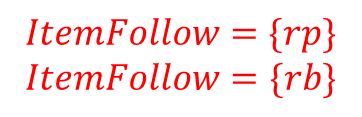 ItemFollow = {rp}
ItemFollow = {rb}